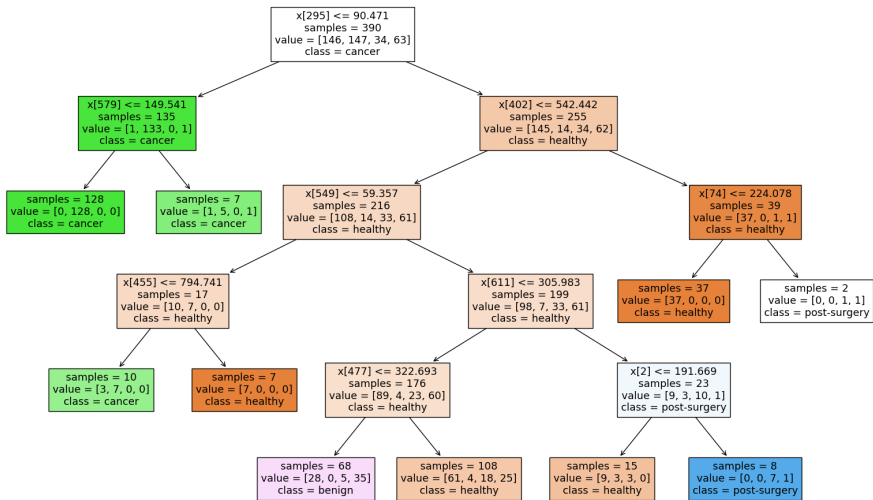 x[295] <= 90.471
samples = 390
value = [146, 147, 34, 63]
class = cancer
x[579] <= 149.541
samples = 135
value = [1, 133, 0, 1]
class = cancer
x[402] <= 542.442
samples = 255
value = [145, 14, 34, 62]
class = healthy
samples = 128
value = [0, 128, 0, 0]
class = cancer
samples = 7
value = [1, 5, 0, 1]
class = cancer
x[549] <= 59.357
samples = 216
value = [108, 14, 33, 61]
class = healthy
x[74] <= 224.078
samples = 39
value = [37, 0, 1, 1]
class = healthy
x[455] <= 794.741
samples = 17
value = [10, 7, 0, 0]
class = healthy
x[611] <= 305.983
samples = 199
value = [98, 7, 33, 61]
class = healthy
samples = 37
value = [37, 0, 0, 0]
class = healthy
samples = 2
value = [0, 0, 1, 1]
class = post-surgery
samples = 10
value = [3, 7, 0, 0]
class = cancer
samples = 7
value = [7, 0, 0, 0]
class = healthy
x[477] <= 322.693
samples = 176
value = [89, 4, 23, 60]
class = healthy
x[2] <= 191.669
samples = 23
value = [9, 3, 10, 1]
class = post-surgery
samples = 68
value = [28, 0, 5, 35]
class = benign
samples = 108
value = [61, 4, 18, 25]
class = healthy
samples = 15
value = [9, 3, 3, 0]
class = healthy
samples = 8
value = [0, 0, 7, 1]
class = post-surgery